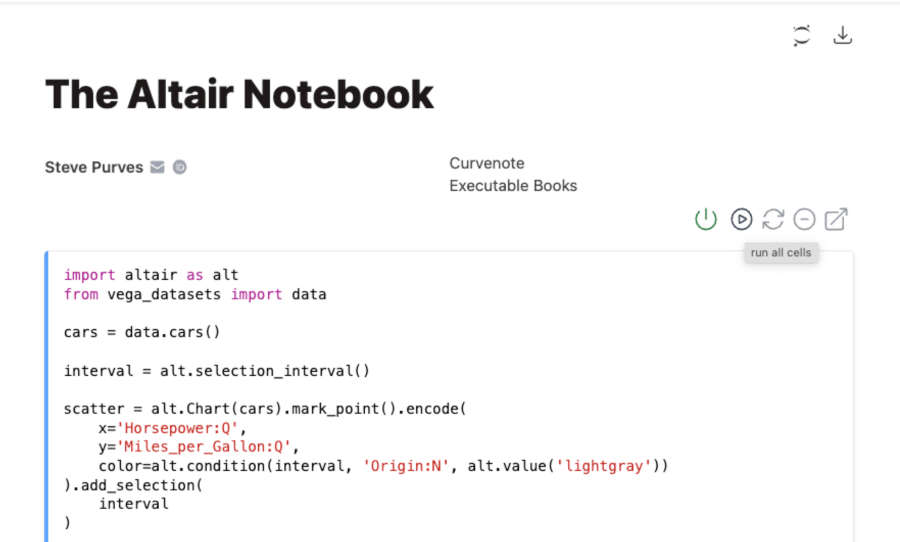 The Altair Notebook
Steve Purves
Curvenote
Executable Books
run all cells
import altair as alt
from vega_datasets import data
cars = data.cars()
interval = alt.selection_interval()
scatter = alt.Chart(cars).mark_point().encode(
    x='Horsepower:Q',
    y='Miles_per_Gallon:Q',
    color=alt.condition(interval, 'Origin:N', alt.value('lightgray'))
).add_selection(
    interval
)